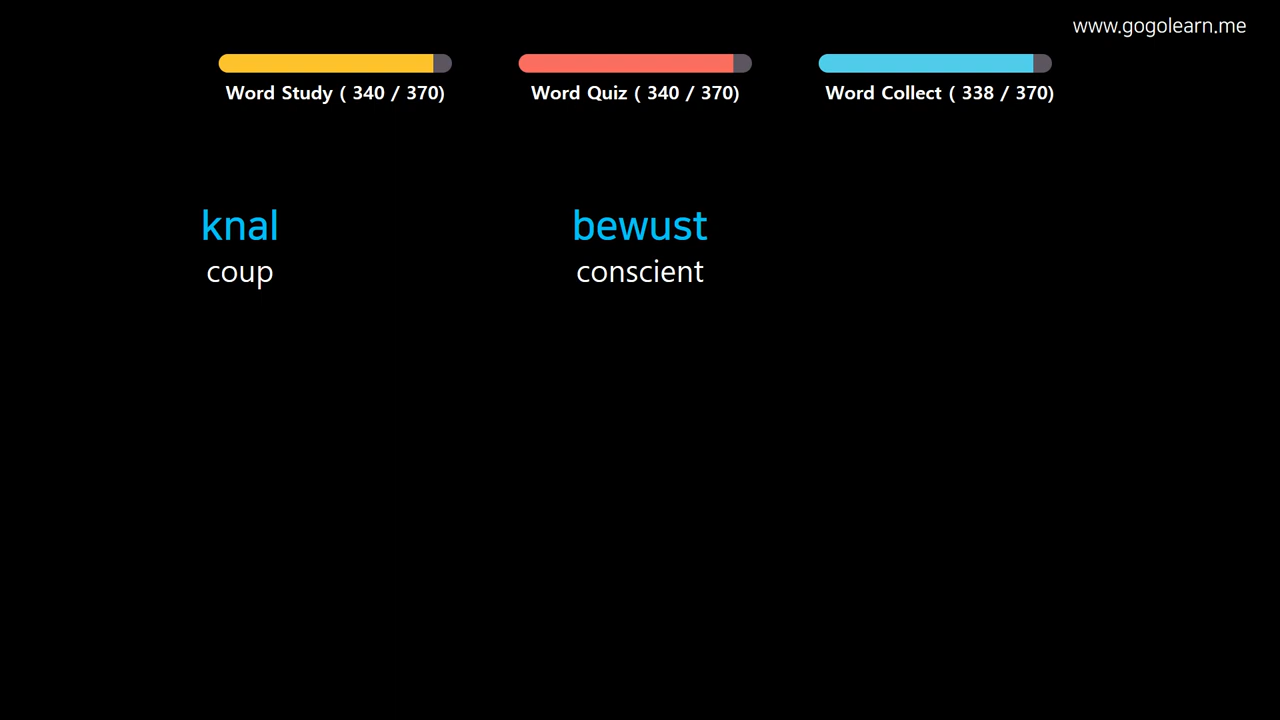 www.gogolearn.me
Word Study ( 340 / 370)
Word Quiz ( 340 / 370)
Word Collect ( 338 / 370)
knal
coup
bewust
conscient